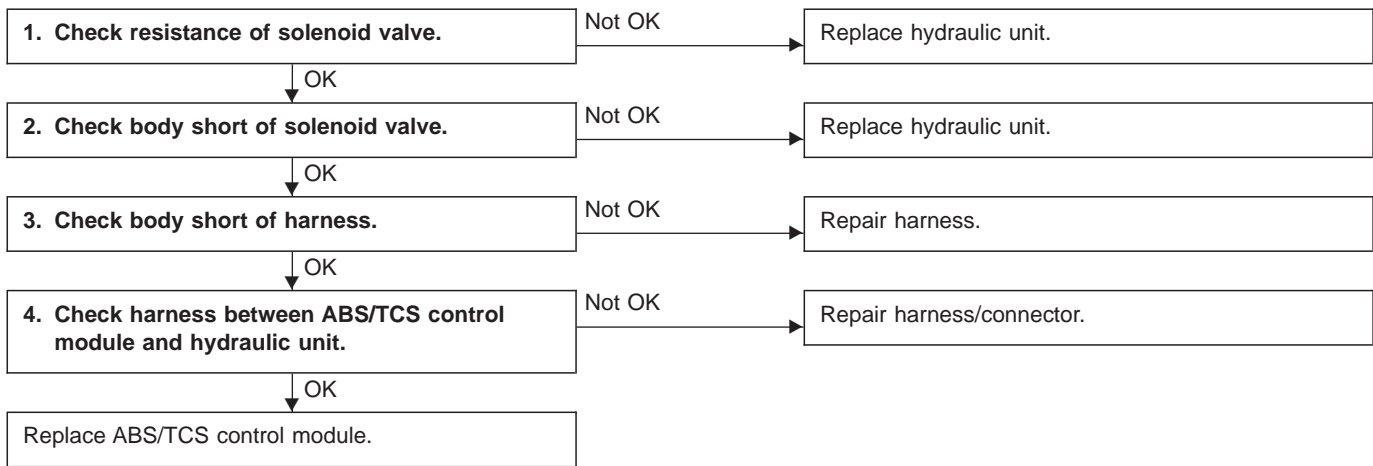 1. Check resistance of solenoid valve.
Not OK
Replace hydraulic unit.
OK
2. Check body short of solenoid valve.
Not OK
Replace hydraulic unit.
OK
3. Check body short of harness.
Not OK
Repair harness.
OK
4. Check harness between ABS/TCS control
module and hydraulic unit.
Not OK
Repair harness/connector.
OK
Replace ABS/TCS control module.